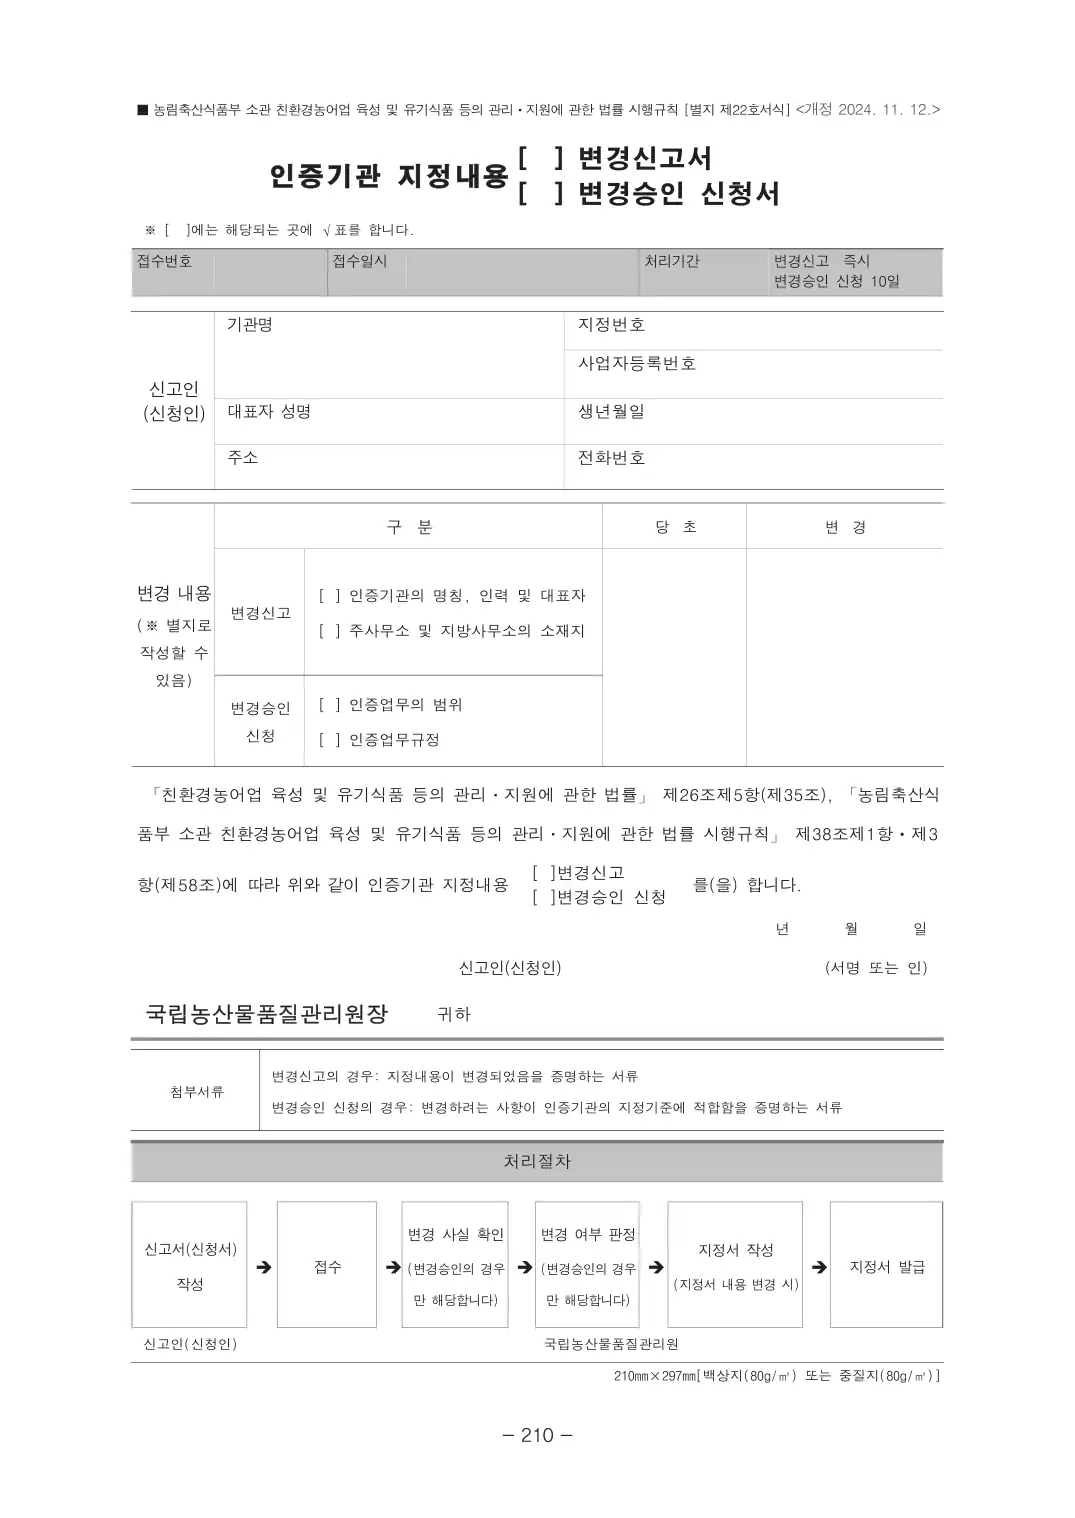 ■ 농림축산식품부 소관 친환경농어업 육성 및 유기식품 등의 관리ㆍ지원에 관한 법률 시행규칙 [별지 제22호서식] <개정 2024. 11. 12.>
인증기관 지정내용 [  ] 변경신고서
[  ] 변경승인 신청서
※ [  ]에는 해당되는 곳에 √표를 합니다.
접수번호 접수일시 처리기간 변경신고 즉시
변경승인 신청 10일
신고인
(신청인)
기관명 지정번호
사업자등록번호
대표자 성명 생년월일
주소 전화번호
변경 내용
(※ 별지로
작성할 수
있음)
구 분 당 초 변 경
변경신고
[ ] 인증기관의 명칭, 인력 및 대표자
[ ] 주사무소 및 지방사무소의 소재지
변경승인
신청
[ ] 인증업무의 범위
[ ] 인증업무규정
「친환경농어업 육성 및 유기식품 등의 관리ㆍ지원에 관한 법률」 제26조제5항(제35조), 「농림축산식
품부 소관 친환경농어업 육성 및 유기식품 등의 관리ㆍ지원에 관한 법률 시행규칙」 제38조제1항ㆍ제3
항(제58조)에 따라 위와 같이 인증기관 지정내용 [ ]변경신고
[ ]변경승인 신청 를(을) 합니다.
년 월 일
신고인(신청인) (서명 또는 인)
국립농산물품질관리원장 귀하
첨부서류
변경신고의 경우: 지정내용이 변경되었음을 증명하는 서류
변경승인 신청의 경우: 변경하려는 사항이 인증기관의 지정기준에 적합함을 증명하는 서류
처리절차
신고서(신청서)
작성
➔
접수
➔
변경 사실 확인
(변경승인의 경우
만 해당합니다)
➔
변경 여부 판정
(변경승인의 경우
만 해당합니다)
➔
지정서 작성
(지정서 내용 변경 시)
➔
지정서 발급
신고인(신청인) 국립농산물품질관리원
210㎜×297㎜[백상지(80g/㎡) 또는 중질지(80g/㎡)]
- 210 -